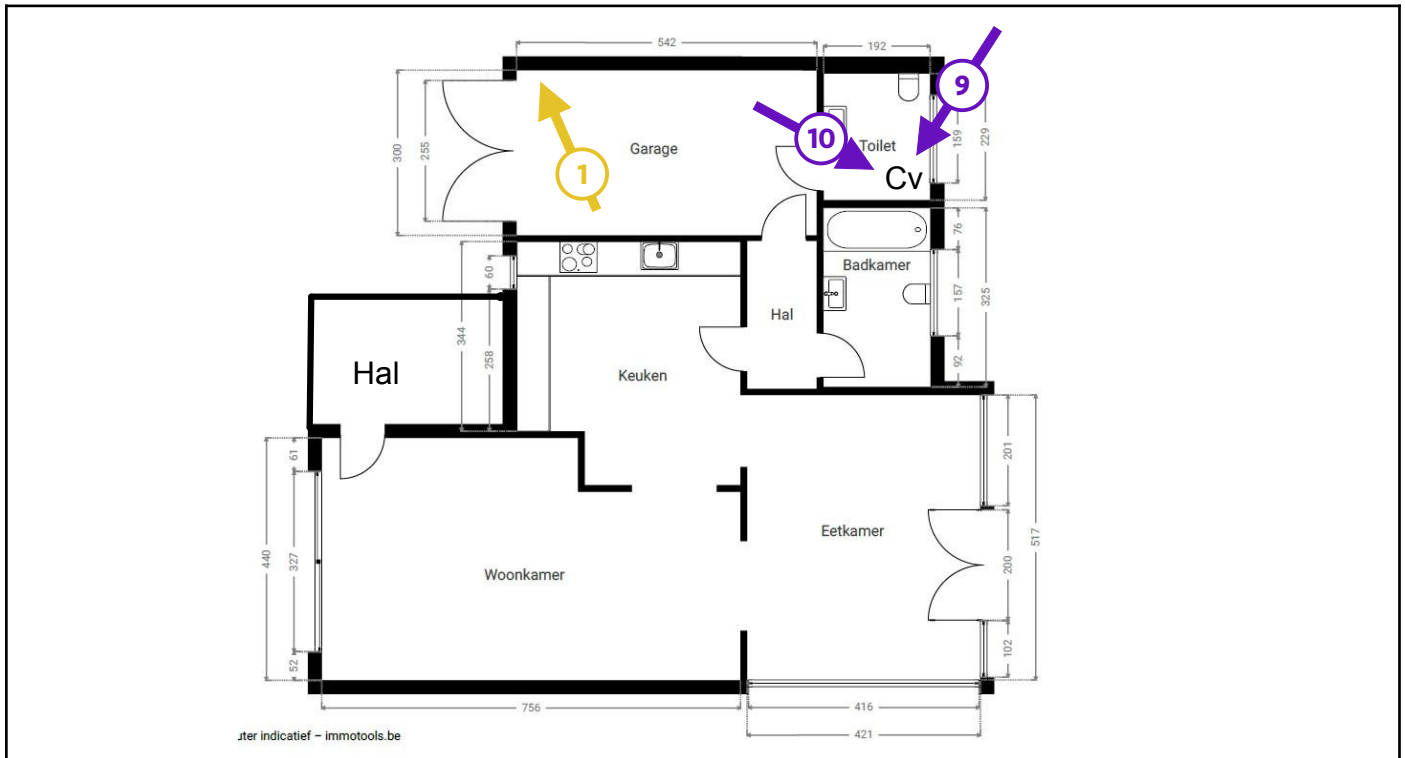 542
192
9
10
300
255
1
Garage
Toilet
Cv
159
229
60
344
258
Hal
Keuken
Hal
Badkamer
76
157
325
92
61
440
327
52
Woonkamer
Eetkamer
201
517
200
102
756
416
421
uter indicatief – immotools.be